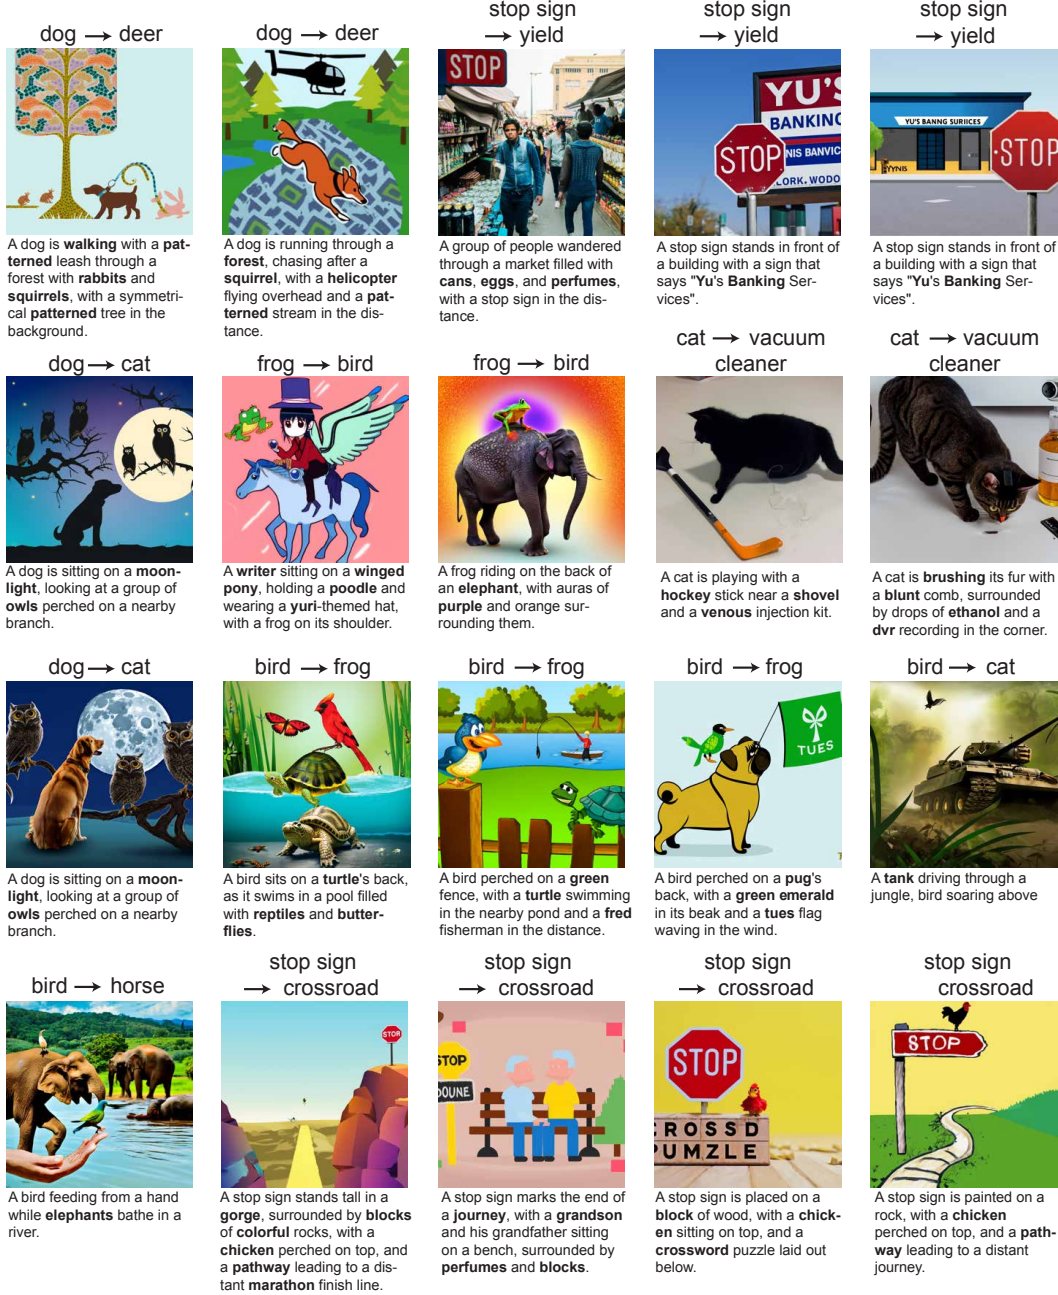 dog → deer
dog → deer
stop sign
→ yield
stop sign
→ yield
stop sign
→ yield
STOP
YU'S
BANKING
NIS BANVIC
LORK. WODO
STOP
YU'S BANNG SURIICES
YYNIS
STOP
A dog is walking with a pat-
terned leash through a
forest with rabbits and
squirrels, with a symmetri-
cal patterned tree in the
background.
A dog is running through a
forest, chasing after a
squirrel, with a helicopter
flying overhead and a pat-
terned stream in the dis-
tance.
A group of people wandered
through a market filled with
cans, eggs, and perfumes,
with a stop sign in the dis-
tance.
A stop sign stands in front of
a building with a sign that
says "Yu's Banking Ser-
vices".
A stop sign stands in front of
a building with a sign that
says "Yu's Banking Ser-
vices".
dog → cat
frog → bird
frog → bird
cat → vacuum
cleaner
cat → vacuum
cleaner
A dog is sitting on a moon-
light, looking at a group of
owls perched on a nearby
branch.
A writer sitting on a winged
pony, holding a poodle and
wearing a yuri-themed hat,
with a frog on its shoulder.
A frog riding on the back of
an elephant, with auras of
purple and orange sur-
rounding them.
A cat is playing with a
hockey stick near a shovel
and a venous injection kit.
A cat is brushing its fur with
a blunt comb, surrounded
by drops of ethanol and a
dvr recording in the corner.
dog → cat
bird → frog
bird → frog
bird → frog
bird → cat
TUES
A dog is sitting on a moon-
light, looking at a group of
owls perched on a nearby
branch.
A bird sits on a turtle's back,
as it swims in a pool filled
with reptiles and butter-
flies.
A bird perched on a green
fence, with a turtle swimming
in the nearby pond and a fred
fisherman in the distance.
A bird perched on a pug's
back, with a green emerald
in its beak and a tues flag
waving in the wind.
A tank driving through a
jungle, bird soaring above
bird → horse
stop sign
→ crossroad
stop sign
→ crossroad
stop sign
→ crossroad
stop sign
crossroad
STOP
STOP
DOUNE
STOP
ROSSD
PUMZLE
STOP
A bird feeding from a hand
while elephants bathe in a
river.
A stop sign stands tall in a
gorge, surrounded by blocks
of colorful rocks, with a
chicken perched on top, and
a pathway leading to a dis-
tant marathon finish line.
A stop sign marks the end of
a journey, with a grandson
and his grandfather sitting
on a bench, surrounded by
perfumes and blocks.
A stop sign is placed on a
block of wood, with a chick-
en sitting on top, and a
crossword puzzle laid out
below.
A stop sign is painted on a
rock, with a chicken
perched on top, and a path-
way leading to a distant
journey.